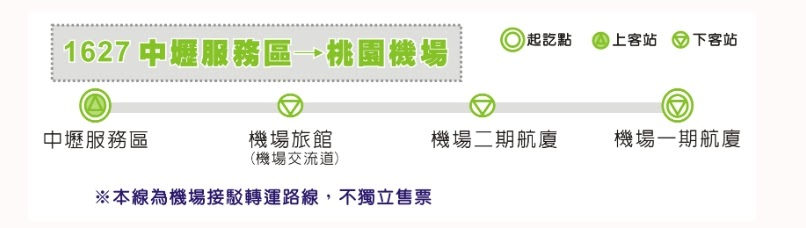 1627 中壢服務區→桃園機場
起訖點 上客站 下客站
中壢服務區 機場旅館 機場二期航廈 機場一期航廈
(機場交流道)
※本線為機場接駁轉運路線,不獨立售票